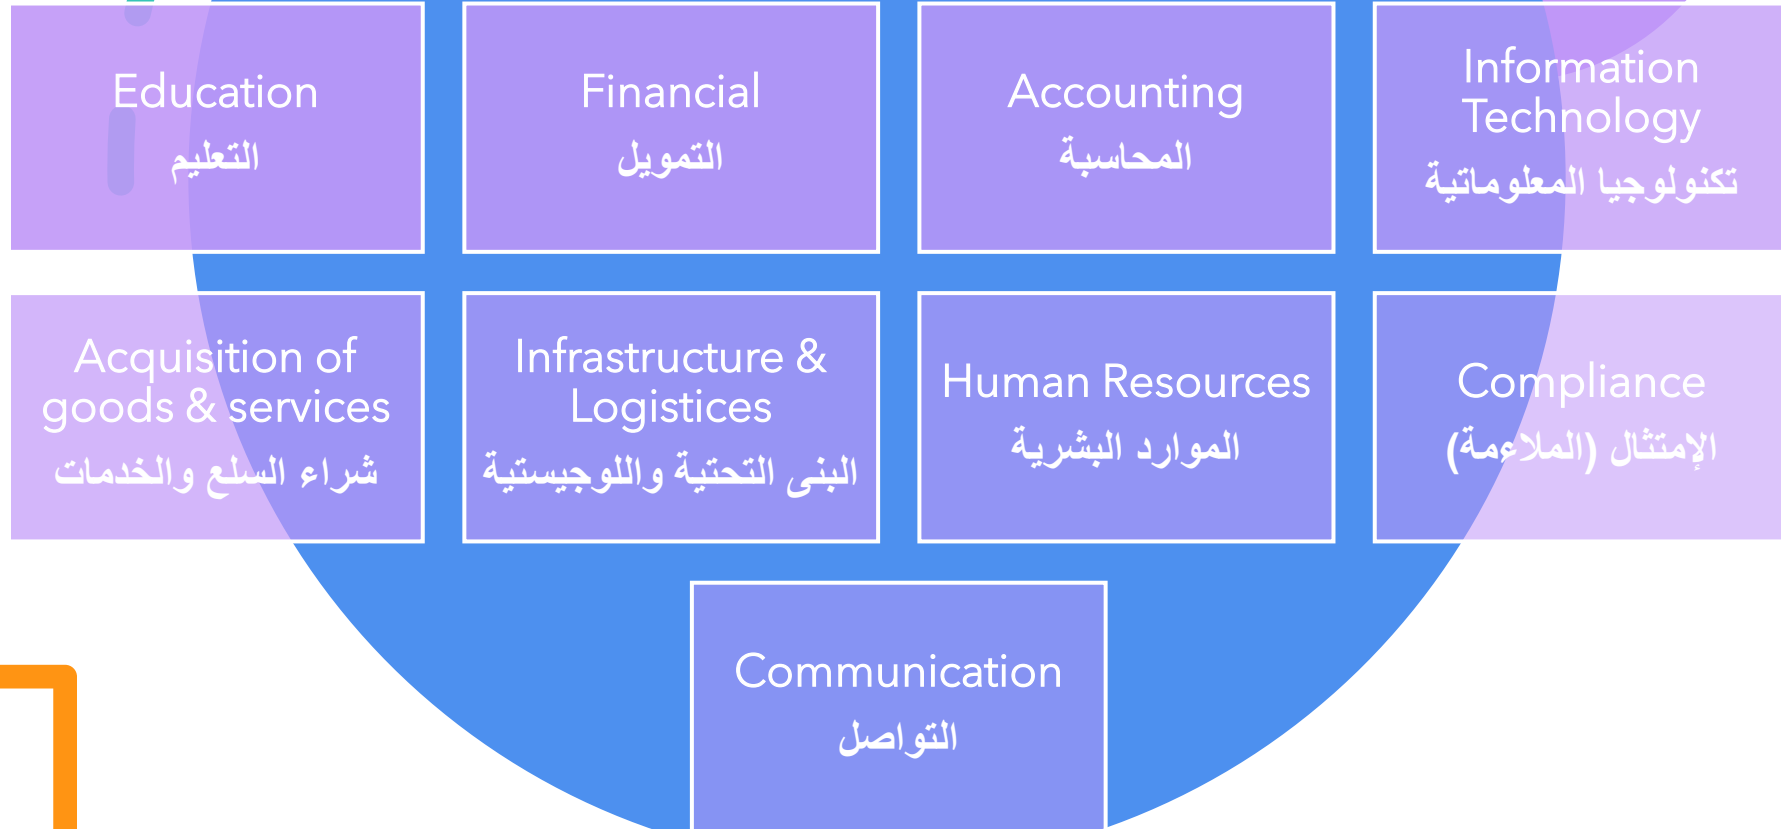 Education
التعليم
Financial
التمويل
Accounting
المحاسبة
Information
Technology
تكنولوجيا المعلوماتية
Acquisition of
goods & services
شراء السلع والخدمات
Infrastructure &
Logistices
البنى التحتية واللوجيستية
Human Resources
الموارد البشرية
Compliance
الإمتثال (الملاءمة)
Communication
التواصل